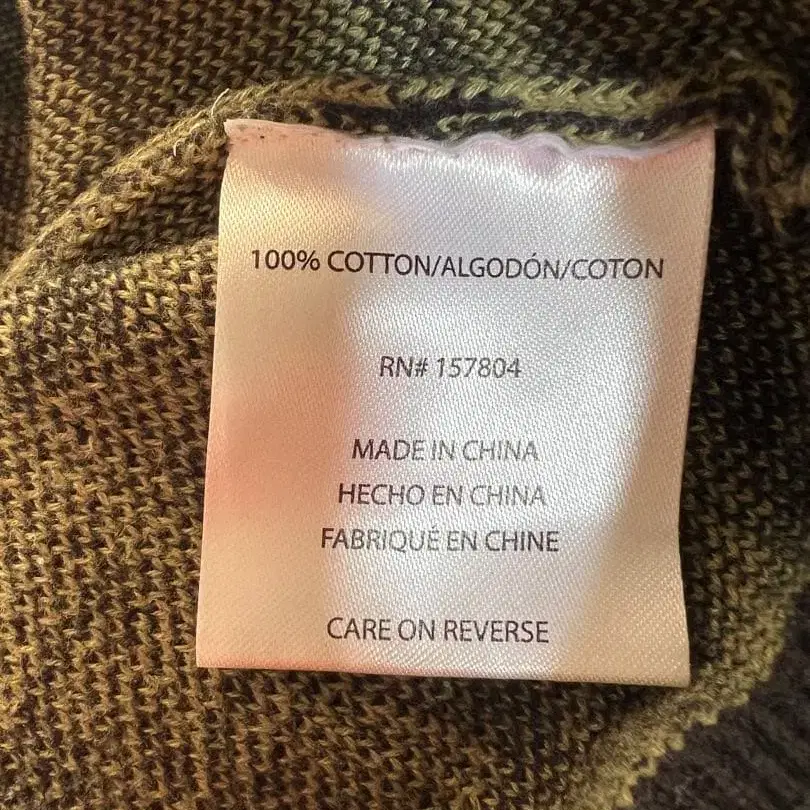 100% COTTON/ALGODÓN/COTON
RN# 157804
MADE IN CHINA
HECHO EN CHINA
FABRIQUÉ EN CHINE
CARE ON REVERSE